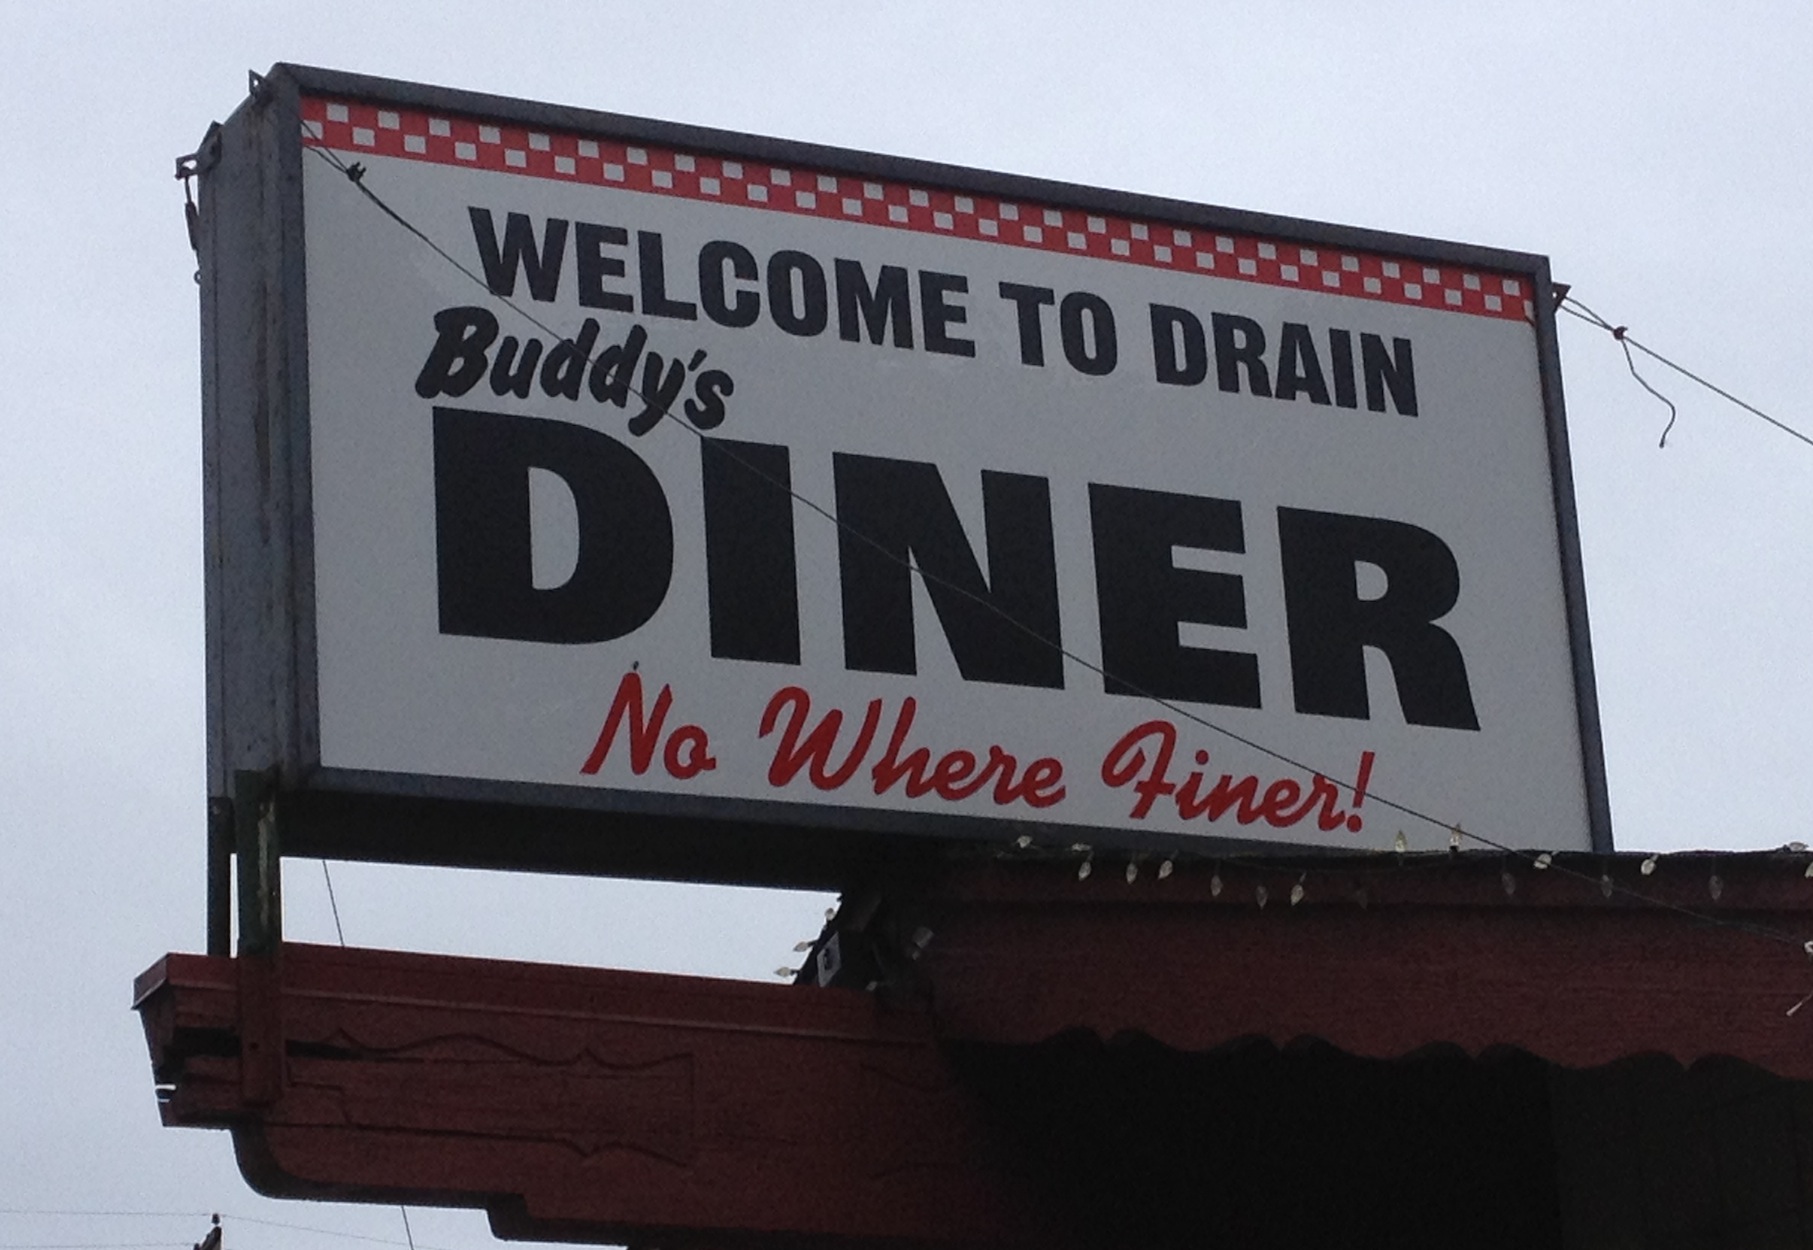 WELCOME TO DRAIN
Buddy's
DINER
No Where Finer!